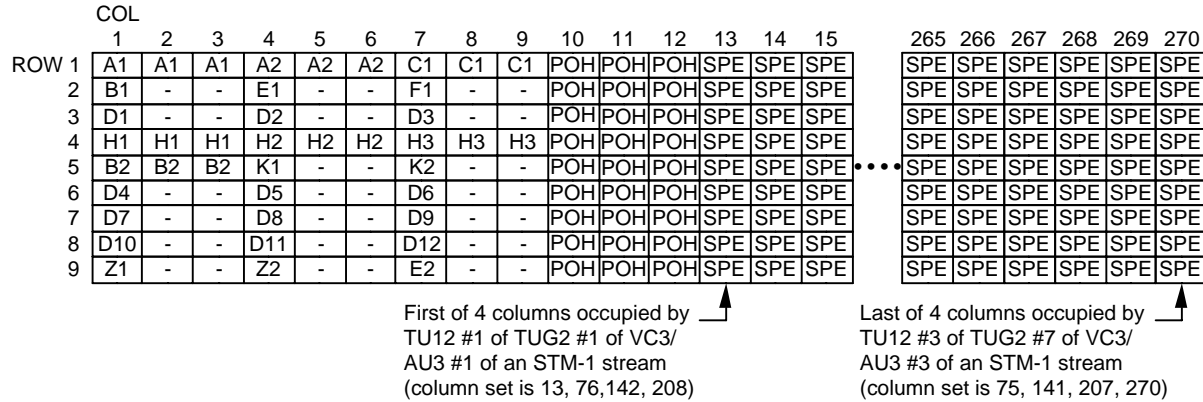 COL
1 2 3 4 5 6 7 8 9 10 11 12 13 14 15 265 266 267 268 269 270
ROW 1 A1 A1 A1 A2 A2 A2 C1 C1 C1 POH POH POH SPE SPE SPE SPE SPE SPE SPE SPE SPE
2 B1 - - E1 - - F1 - - POH POH POH SPE SPE SPE SPE SPE SPE SPE SPE SPE
3 D1 - - D2 - - D3 - - POH POH POH SPE SPE SPE SPE SPE SPE SPE SPE SPE
4 H1 H1 H1 H2 H2 H2 H3 H3 H3 POH POH POH SPE SPE SPE SPE SPE SPE SPE SPE SPE
5 B2 B2 B2 K1 - - K2 - - POH POH POH SPE SPE SPE •••• SPE SPE SPE SPE SPE SPE
6 D4 - - D5 - - D6 - - POH POH POH SPE SPE SPE SPE SPE SPE SPE SPE SPE
7 D7 - - D8 - - D9 - - POH POH POH SPE SPE SPE SPE SPE SPE SPE SPE SPE
8 D10 - - D11 - - D12 - - POH POH POH SPE SPE SPE SPE SPE SPE SPE SPE SPE
9 Z1 - - Z2 - - E2 - - POH POH POH SPE SPE SPE SPE SPE SPE SPE SPE SPE
First of 4 columns occupied by
TU12 #1 of TUG2 #1 of VC3/
AU3 #1 of an STM-1 stream
(column set is 13, 76,142, 208)
Last of 4 columns occupied by
TU12 #3 of TUG2 #7 of VC3/
AU3 #3 of an STM-1 stream
(column set is 75, 141, 207, 270)